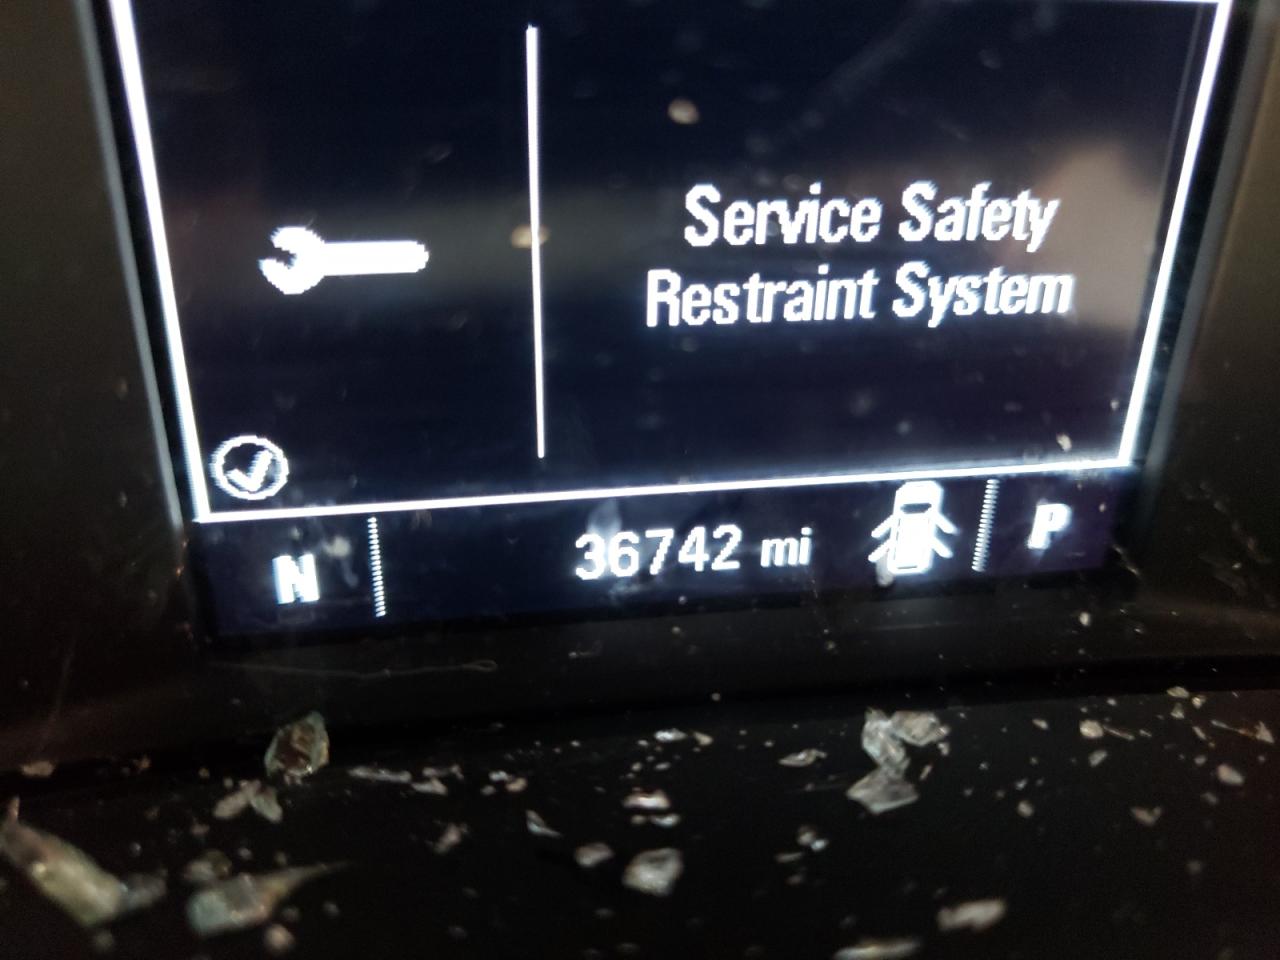 Service Safety
Restraint System
N 36742 mi P